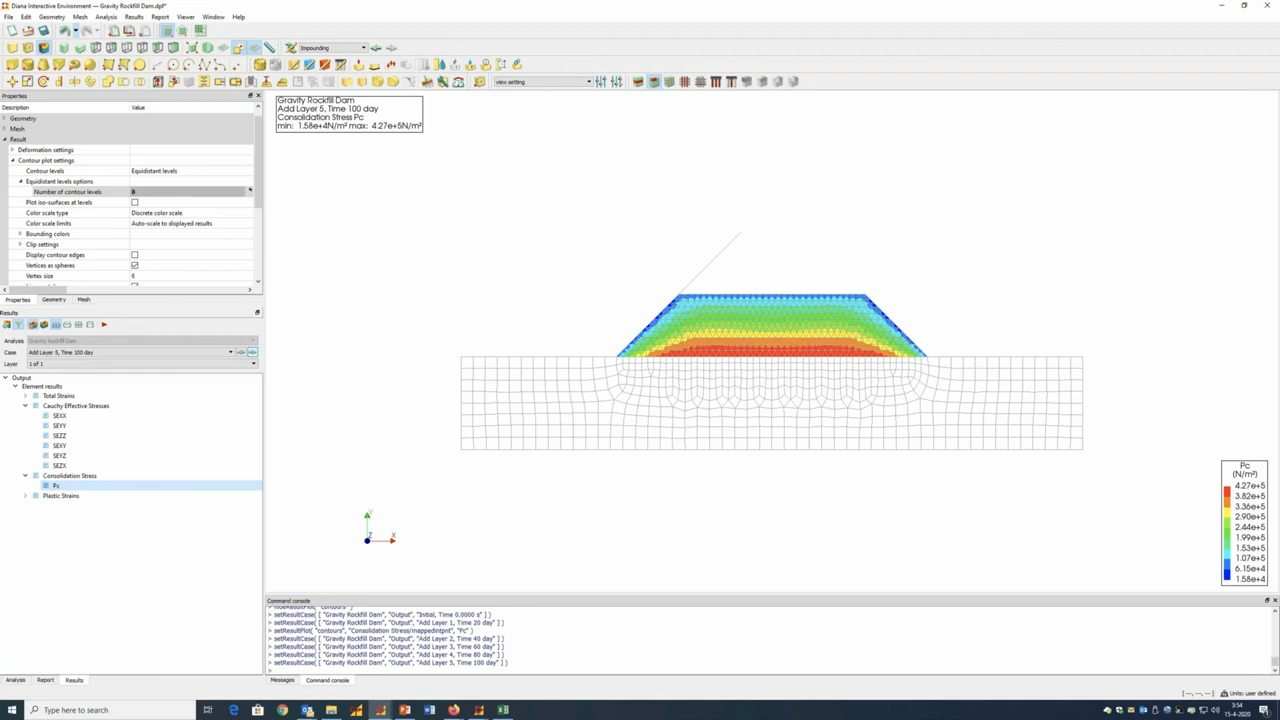 Diana Interactive Environment — Gravity Rockfill Dam.dpf*
File Edit Geometry Mesh Analysis Results Report Viewer Window Help
Impounding
view setting
Properties
Description Value
Geometry
Mesh
Result
Deformation settings
Contour plot settings
Contour levels Equidistant levels
Equidistant levels options
Number of contour levels 8
Plot iso-surfaces at levels
Color scale type Discrete color scale
Color scale limits Auto-scale to displayed results
Bounding colors
Clip settings
Display contour edges
Vertices as spheres
Vertex size 6
Properties Geometry Mesh
Results
Analysis Gravity Rockfill Dam
Case Add Layer 5, Time 100 day
Layer 1 of 1
Output
Element results
Total Strains
Cauchy Effective Stresses
SEXX
SEYY
SEZZ
SEXY
SEYZ
SEZX
Consolidation Stress
Pc
Plastic Strains
Analysis Report Results
Gravity Rockfill Dam
Add Layer 5, Time 100 day
Consolidation Stress Pc
min: 1.58e+4N/m² max: 4.27e+5N/m²
Pc
(N/m²)
4.27e+5
3.82e+5
3.36e+5
2.90e+5
2.44e+5
1.99e+5
1.53e+5
1.07e+5
6.15e+4
1.58e+4
Y
Z X
Command console
> setResultCase( [ "Gravity Rockfill Dam", "Output", "Initial, Time 0.0000 s" ] )
> setResultCase( [ "Gravity Rockfill Dam", "Output", "Add Layer 1, Time 20 day" ] )
> setResultPlot( "contours", "Consolidation Stress/mappedintpnt", "Pc" )
> setResultCase( [ "Gravity Rockfill Dam", "Output", "Add Layer 2, Time 40 day" ] )
> setResultCase( [ "Gravity Rockfill Dam", "Output", "Add Layer 3, Time 60 day" ] )
> setResultCase( [ "Gravity Rockfill Dam", "Output", "Add Layer 4, Time 80 day" ] )
> setResultCase( [ "Gravity Rockfill Dam", "Output", "Add Layer 5, Time 100 day" ] )
>
Messages Command console
[ ---, ---, --- ] Units: user defined
Type here to search
3:54
15-4-2020